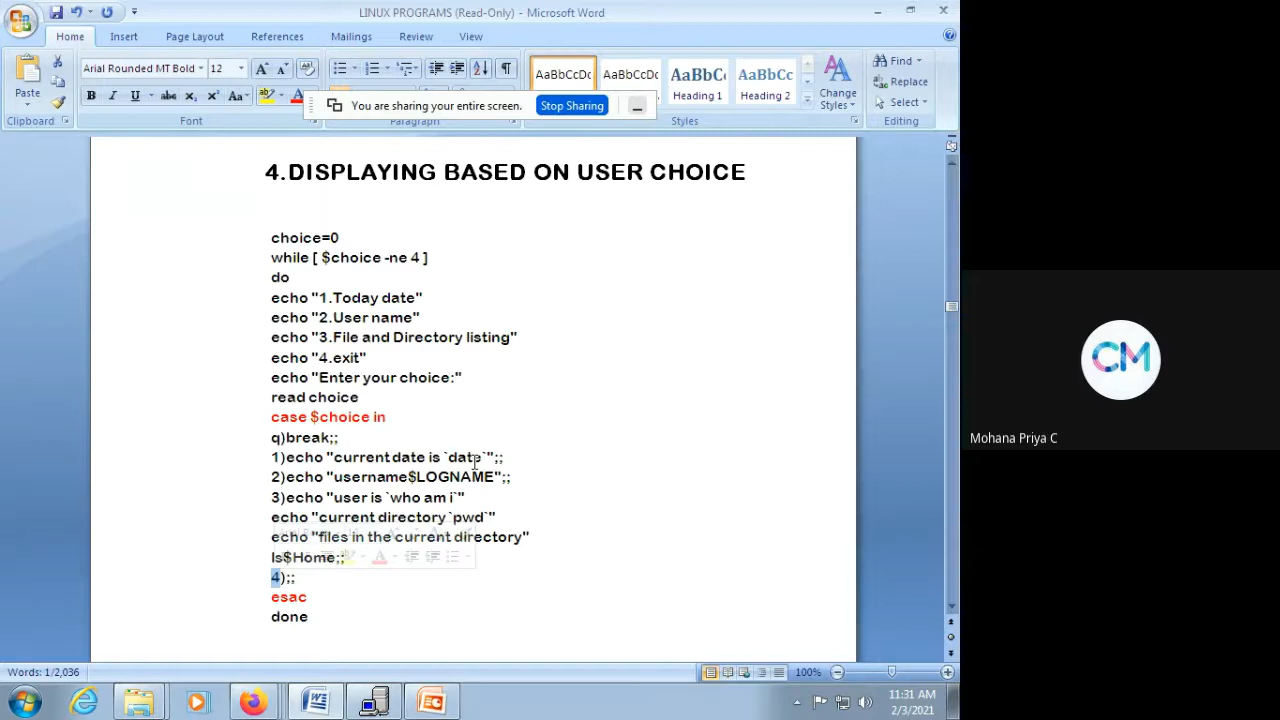 LINUX PROGRAMS (Read-Only) - Microsoft Word
Home Insert Page Layout References Mailings Review View
Paste
Arial Rounded MT Bold 12
AaBbCcDc AaBbCcDc AaBbC AaBbCc
Heading 1 Heading 2
Change Styles
Find
Replace
Select
You are sharing your entire screen. Stop Sharing
Clipboard Font Paragraph Styles Editing
4.DISPLAYING BASED ON USER CHOICE
choice=0
while [ $choice -ne 4 ]
do
echo "1.Today date"
echo "2.User name"
echo "3.File and Directory listing"
echo "4.exit"
echo "Enter your choice:"
read choice
case $choice in
q)break;;
1)echo "current date is `date`";;
2)echo "username$LOGNAME";;
3)echo "user is `who am i`"
echo "current directory `pwd`"
echo "files in the current directory"
ls$Home;;
4);;
esac
done
CM
Mohana Priya C
Words: 1/2,036
100%
11:31 AM
2/3/2021